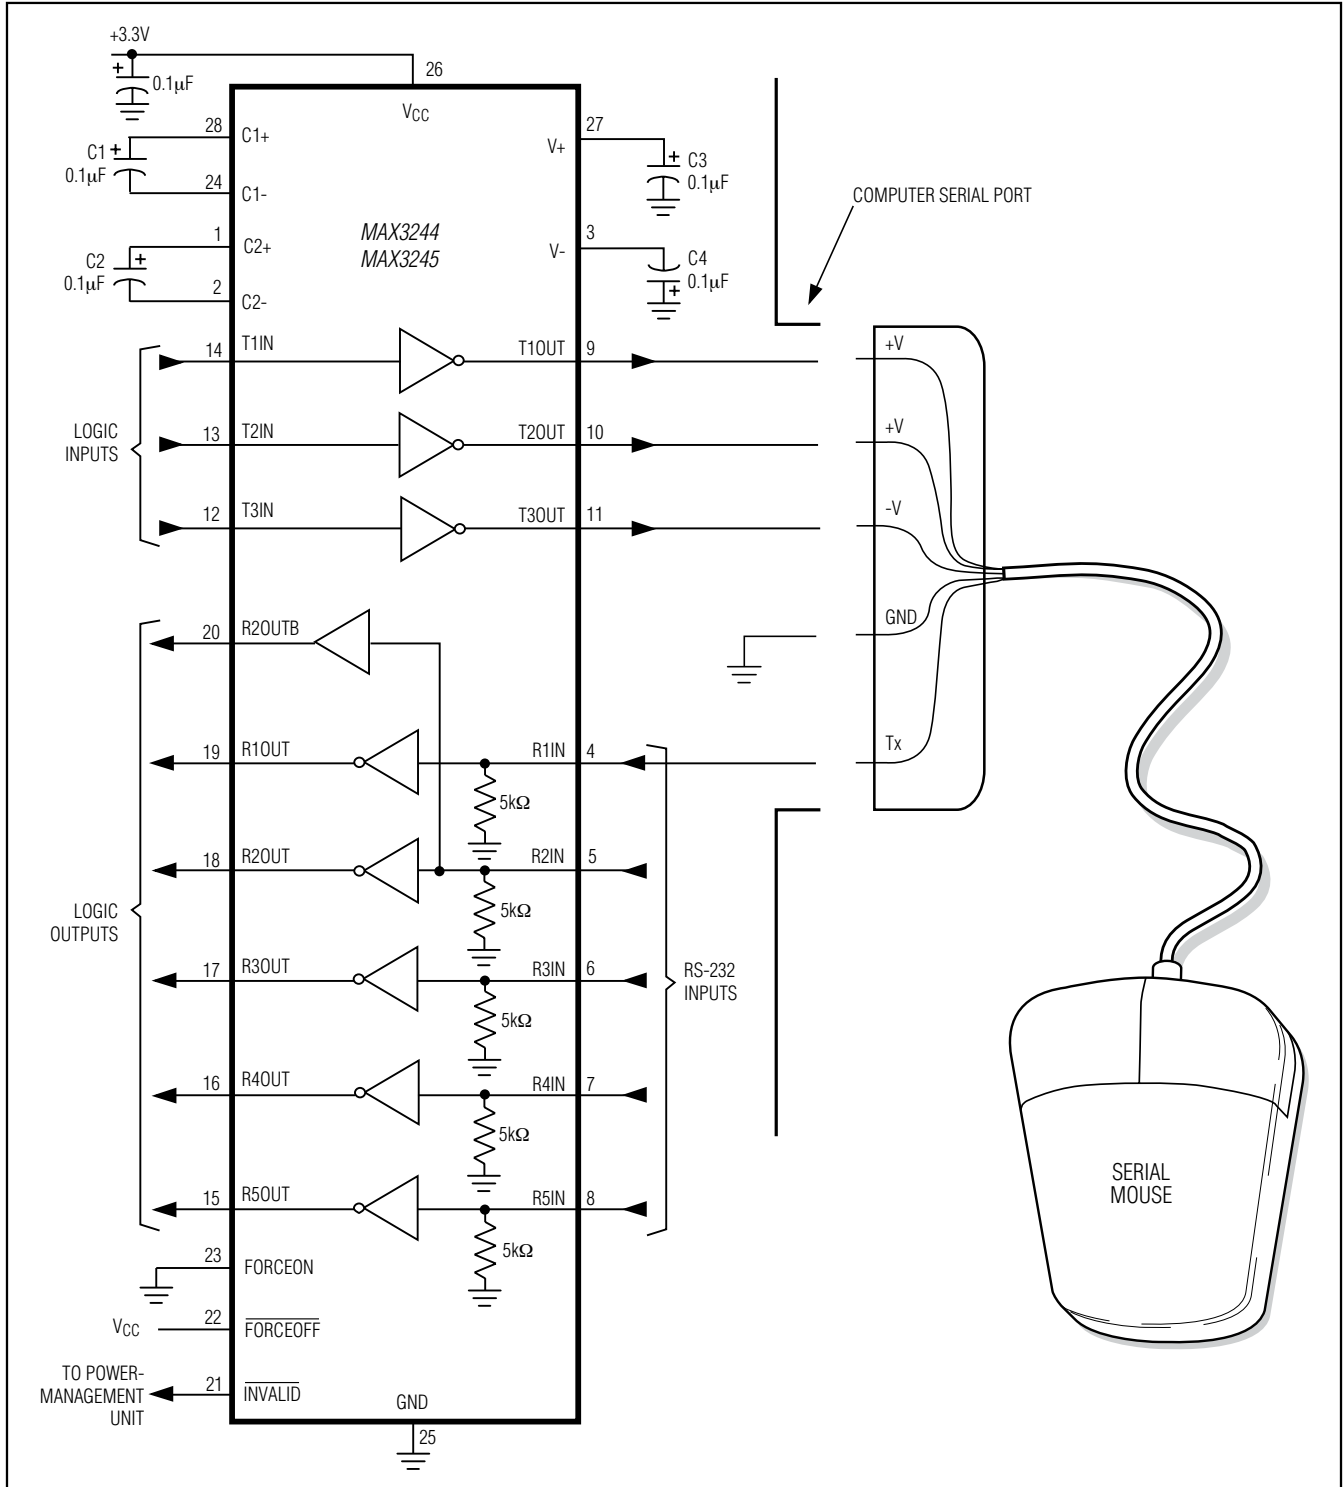 +3.3V
0.1µF
26
VCC
28
C1+
C1
+
0.1µF
24
C1-
1
C2+
C2
+
0.1µF
2
C2-
MAX3244
MAX3245
27
V+
+
C3
0.1µF
3
V-
C4
0.1µF
+
+
COMPUTER SERIAL PORT
LOGIC
INPUTS
14
T1IN
T1OUT
9
+V
13
T2IN
T2OUT
10
+V
12
T3IN
T3OUT
11
-V
GND
Tx
LOGIC
OUTPUTS
20
R2OUTB
19
R1OUT
R1IN
4
5kΩ
18
R2OUT
R2IN
5
5kΩ
17
R3OUT
R3IN
6
5kΩ
16
R4OUT
R4IN
7
5kΩ
15
R5OUT
R5IN
8
5kΩ
RS-232
INPUTS
23
FORCEON
VCC
22
FORCEOFF
TO POWER-
MANAGEMENT
UNIT
21
INVALID
GND
25
SERIAL
MOUSE